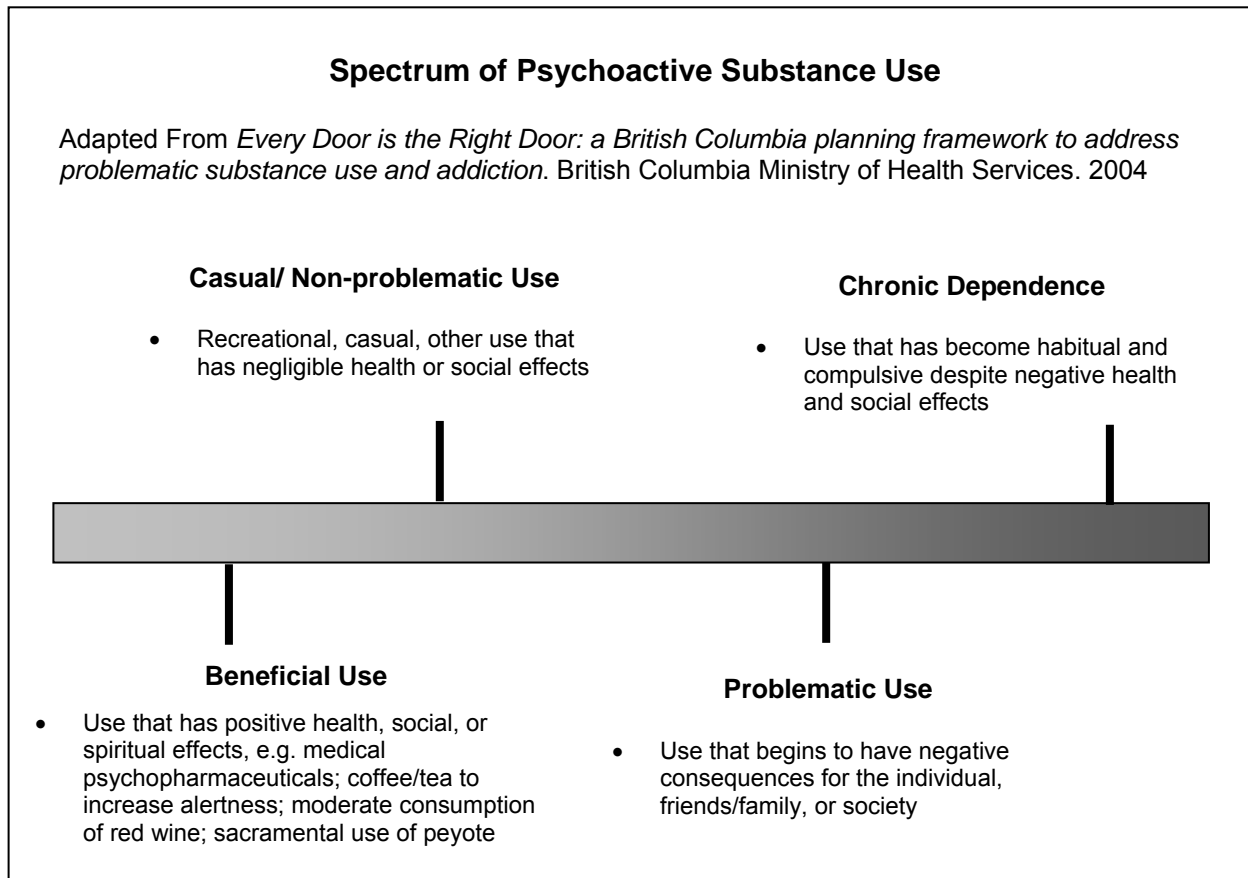 Spectrum of Psychoactive Substance Use
Adapted From Every Door is the Right Door: a British Columbia planning framework to address
problematic substance use and addiction. British Columbia Ministry of Health Services. 2004
Casual/ Non-problematic Use
• Recreational, casual, other use that
has negligible health or social effects
Chronic Dependence
• Use that has become habitual and
compulsive despite negative health
and social effects
Beneficial Use
• Use that has positive health, social, or
spiritual effects, e.g. medical
psychopharmaceuticals; coffee/tea to
increase alertness; moderate consumption
of red wine; sacramental use of peyote
Problematic Use
• Use that begins to have negative
consequences for the individual,
friends/family, or society